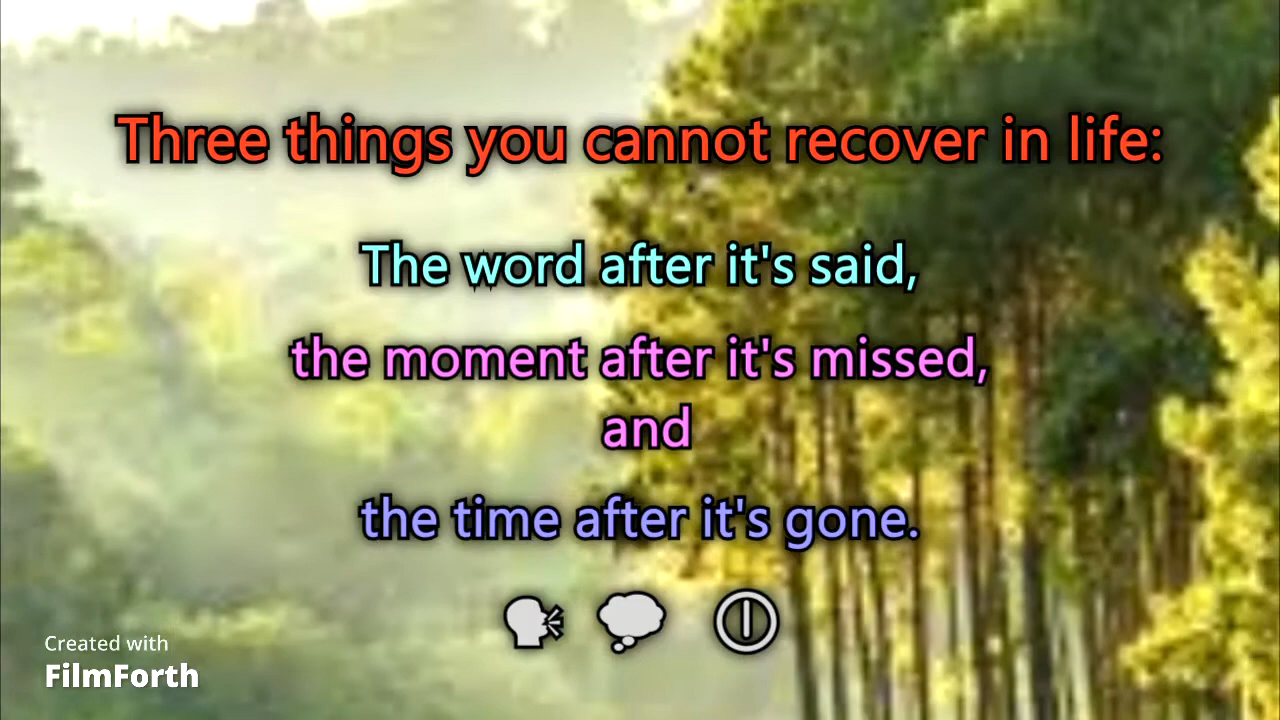 Three things you cannot recover in life:
The word after it's said,
the moment after it's missed,
and
the time after it's gone.
Created with
FilmForth